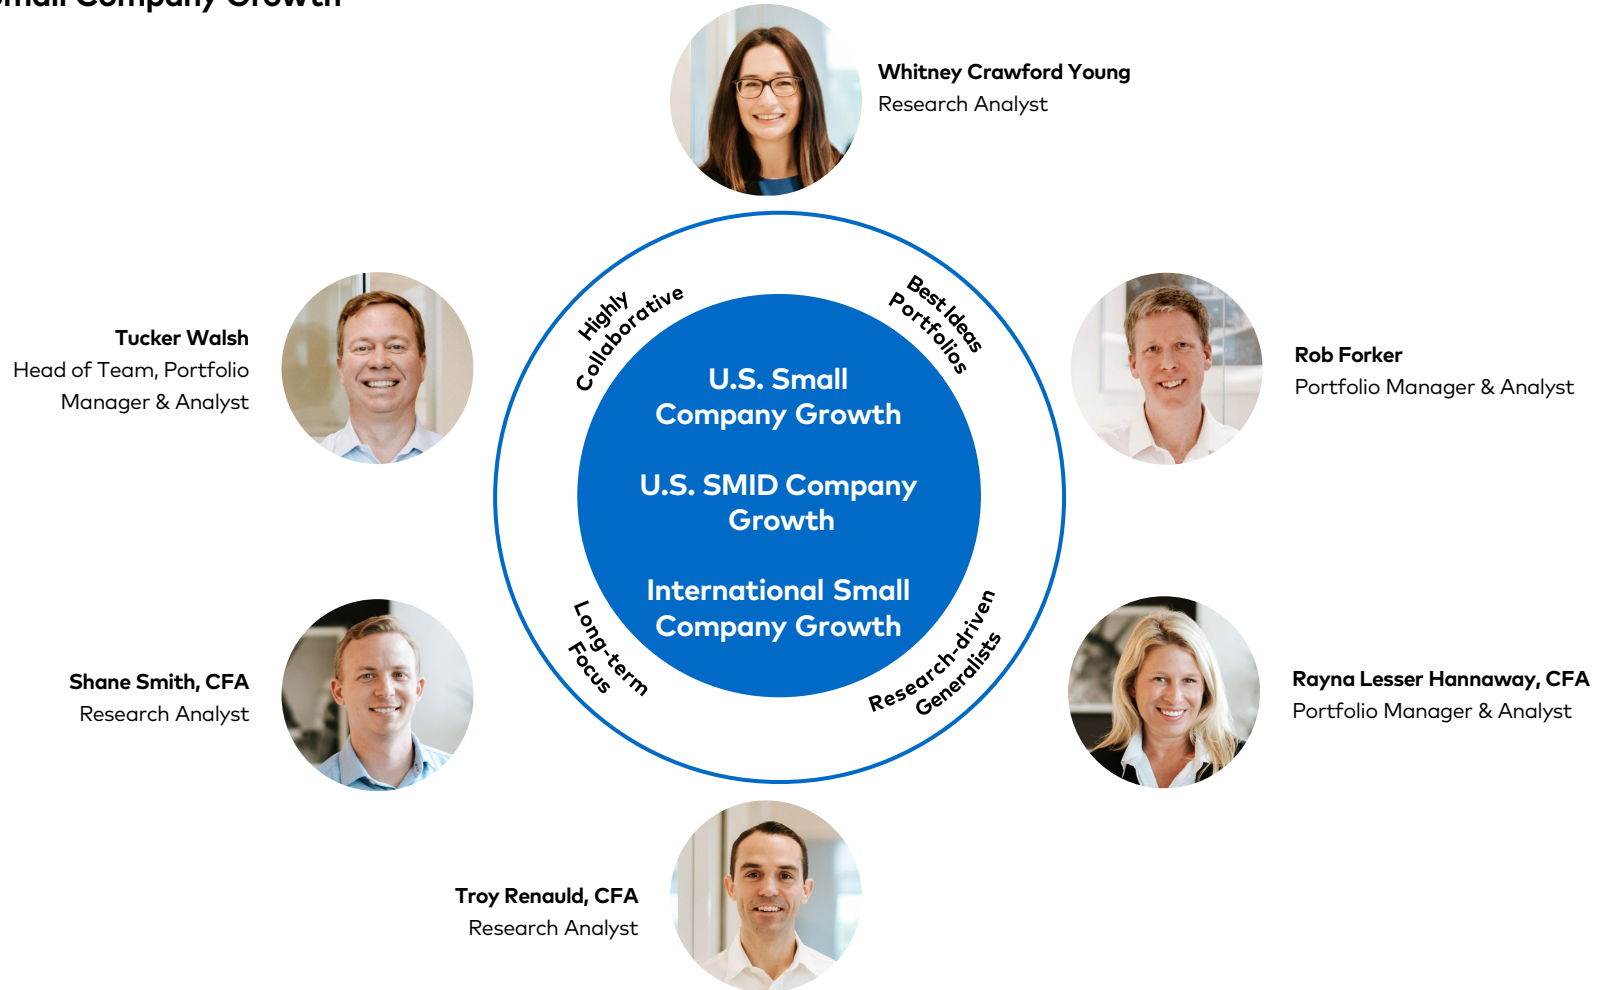 Small Company Growth
Whitney Crawford Young
Research Analyst
Tucker Walsh
Head of Team, Portfolio
Manager & Analyst
Rob Forker
Portfolio Manager & Analyst
Highly
Collaborative
Best Ideas
Portfolios
U.S. Small
Company Growth
U.S. SMID Company
Growth
International Small
Company Growth
Long-term
Focus
Research-driven
Generalists
Shane Smith, CFA
Research Analyst
Rayna Lesser Hannaway, CFA
Portfolio Manager & Analyst
Troy Renauld, CFA
Research Analyst